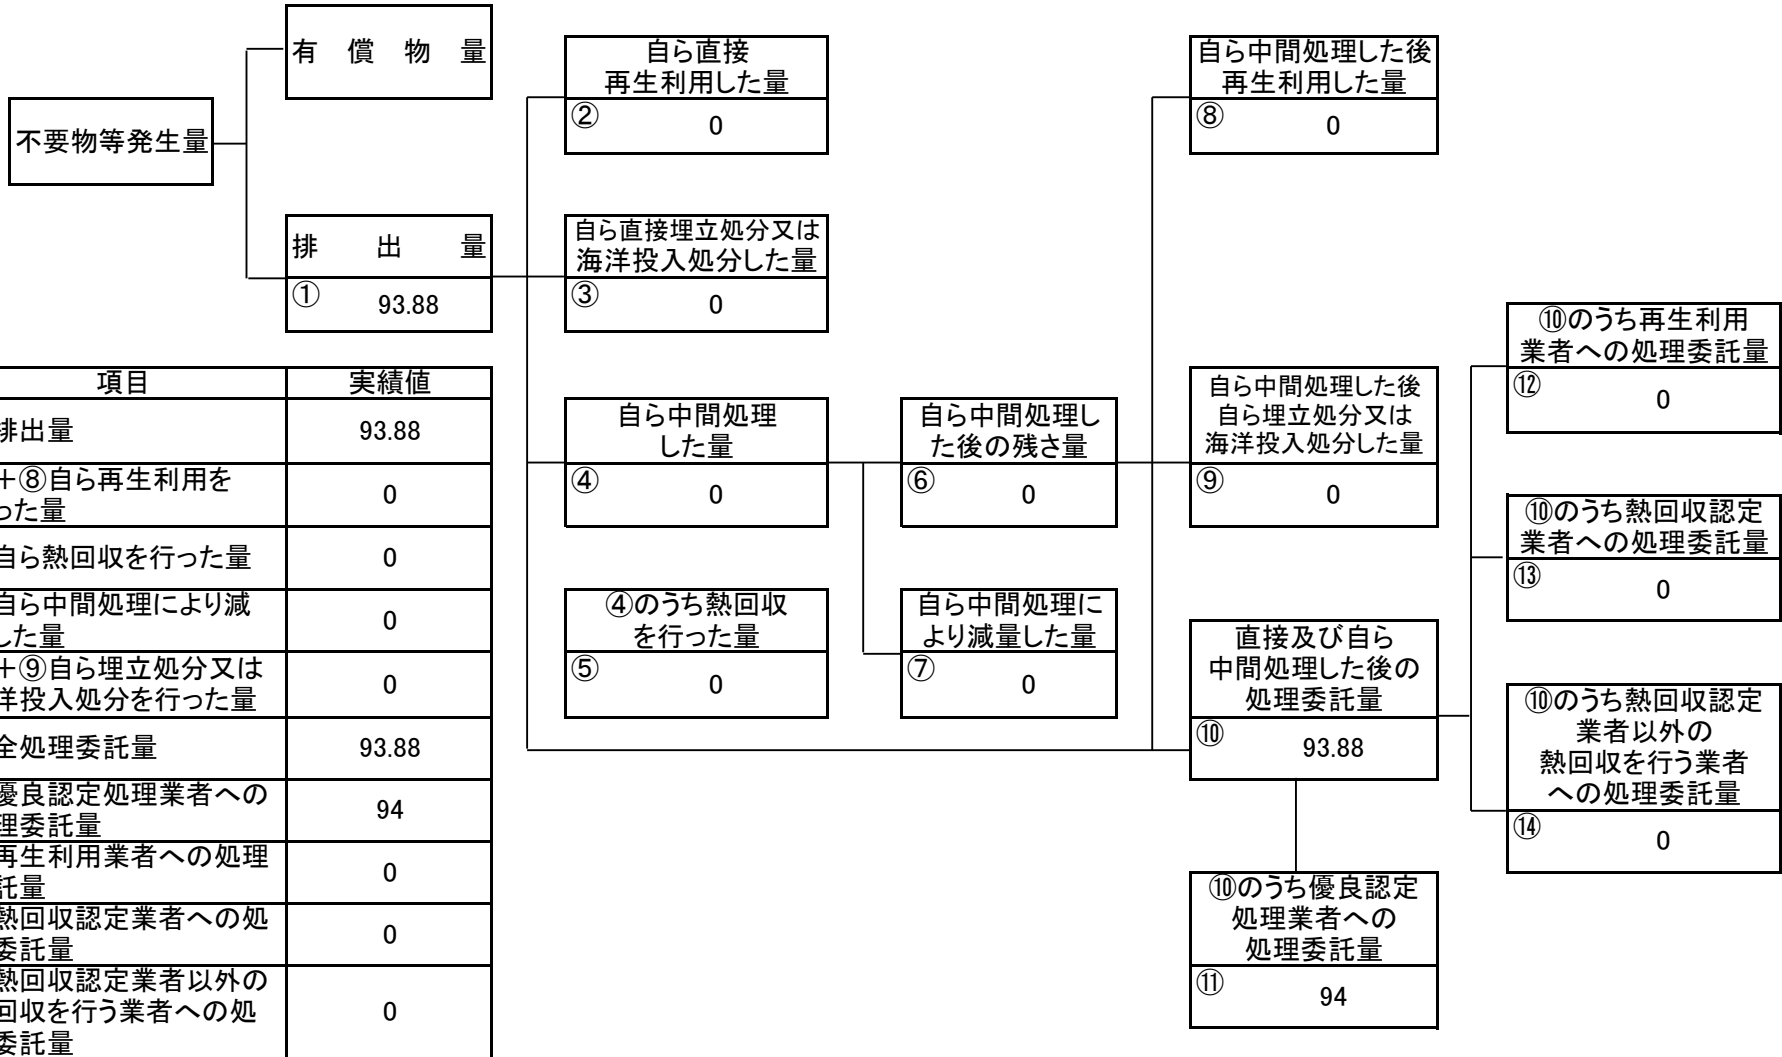 不要物等発生量
有償物量
排出量
① 93.88
自ら直接
再生利用した量
② 0
自ら直接埋立処分又は
海洋投入処分した量
③ 0
自ら中間処理
した量
④ 0
④のうち熱回収
を行った量
⑤ 0
自ら中間処理し
た後の残さ量
⑥ 0
自ら中間処理に
より減量した量
⑦ 0
自ら中間処理した後
再生利用した量
⑧ 0
自ら中間処理した後
自ら埋立処分又は
海洋投入処分した量
⑨ 0
直接及び自ら
中間処理した後の
処理委託量
⑩ 93.88
⑩のうち優良認定
処理業者への
処理委託量
⑪ 94
⑩のうち再生利用
業者への処理委託量
⑫ 0
⑩のうち熱回収認定
業者への処理委託量
⑬ 0
⑩のうち熱回収認定
業者以外の
熱回収を行う業者
への処理委託量
⑭ 0
項目 実績値
排出量 93.88
+⑧自ら再生利用を
った量 0
自ら熱回収を行った量 0
自ら中間処理により減
した量 0
+⑨自ら埋立処分又は
洋投入処分を行った量 0
全処理委託量 93.88
優良認定処理業者への
理委託量 94
再生利用業者への処理
託量 0
熱回収認定業者への処
委託量 0
熱回収認定業者以外の
回収を行う業者への処
委託量 0